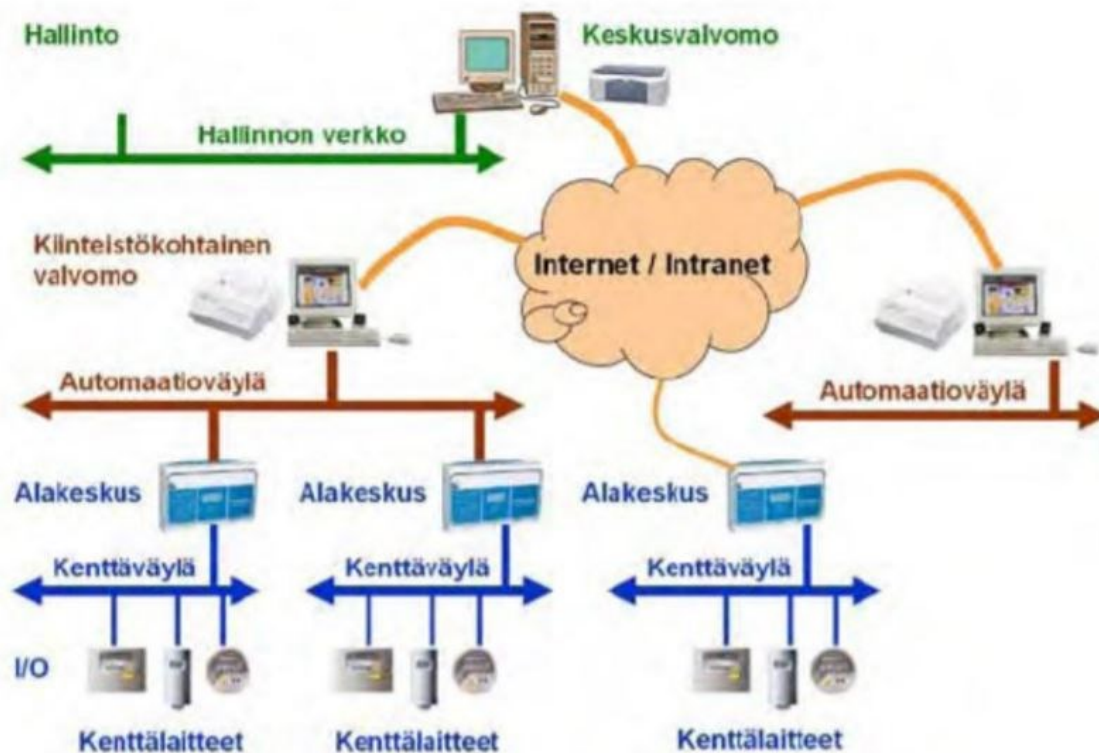 Hallinto
Keskusvalvomo
Hallinnon verkko
Kiinteistökohtainen
valvomo
Internet / Intranet
Automaatioväylä
Automaatioväylä
Alakeskus
Alakeskus
Alakeskus
Kenttäväylä
Kenttäväylä
Kenttäväylä
I/O
Kenttälaitteet
Kenttälaitteet
Kenttälaitteet